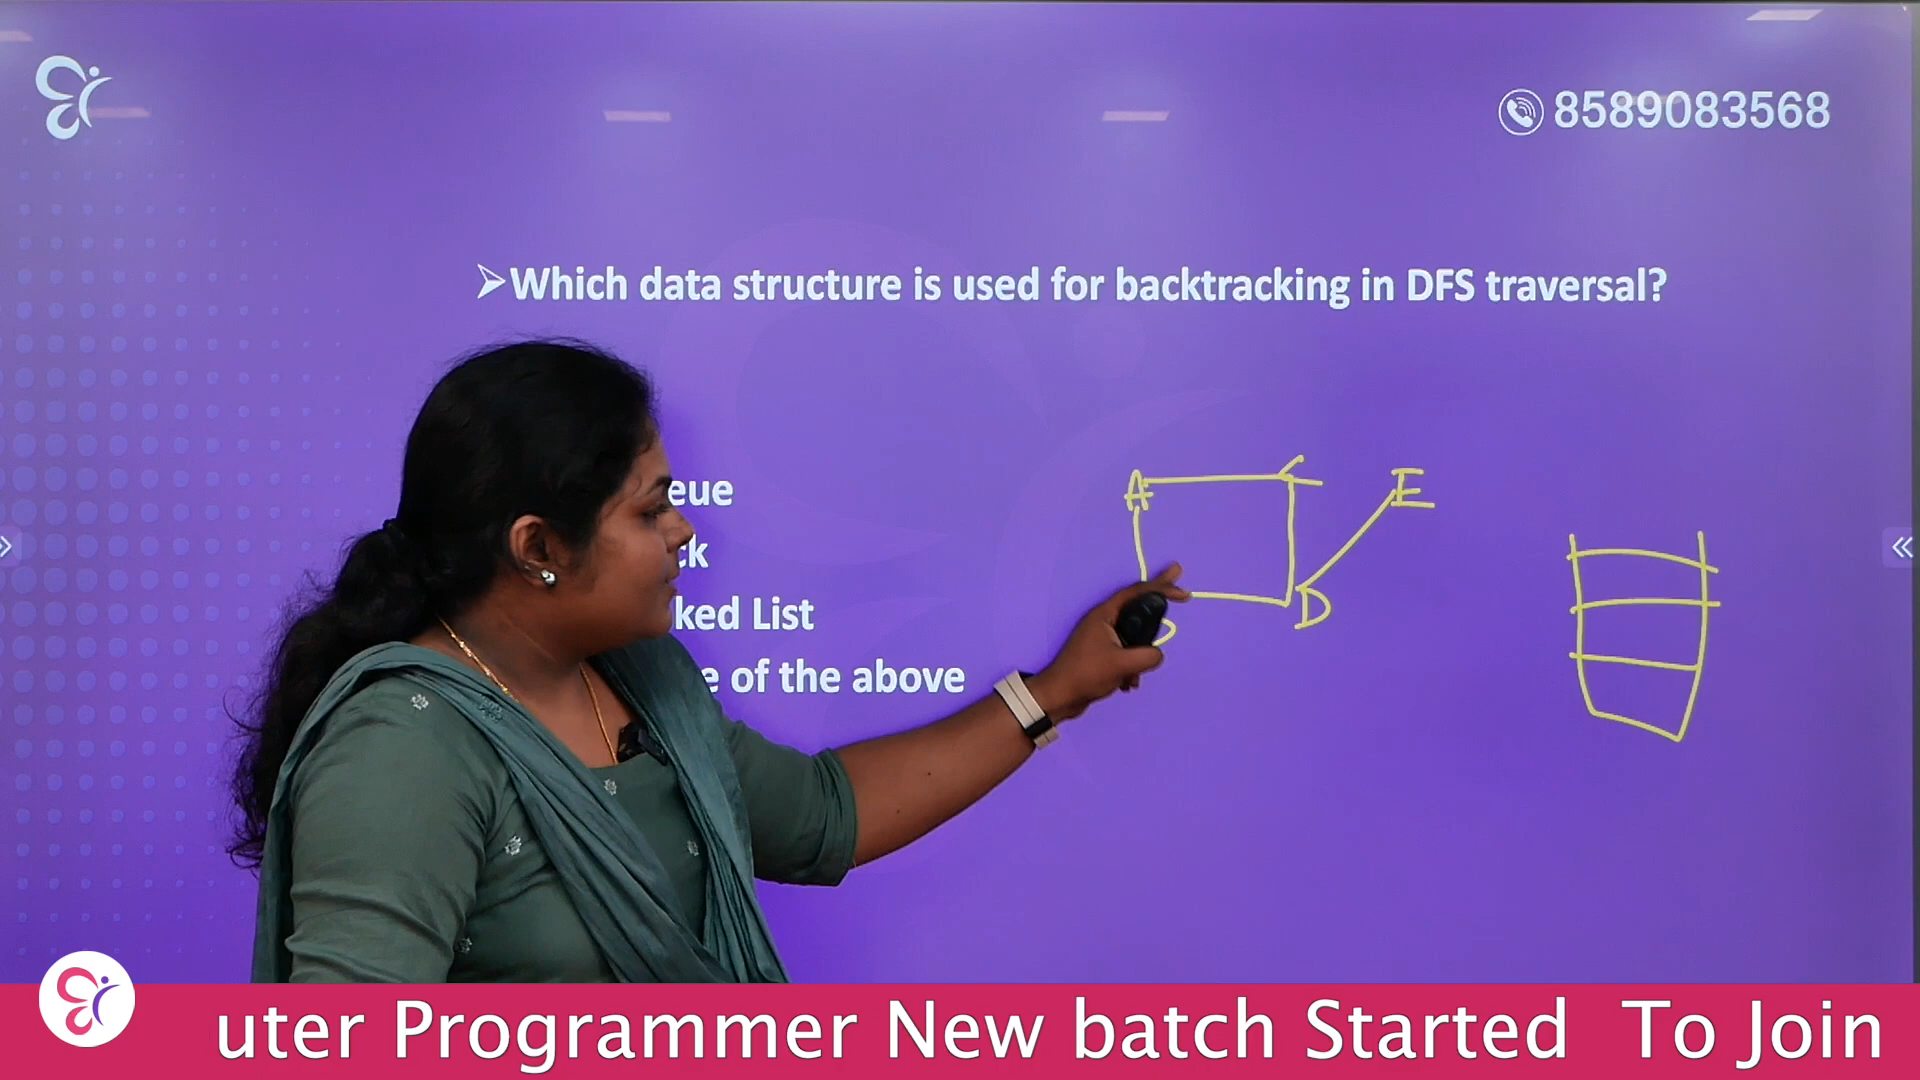 8589083568
➢Which data structure is used for backtracking in DFS traversal?
eue
ck
ked List
e of the above
A C E
D
uter Programmer New batch Started To Join